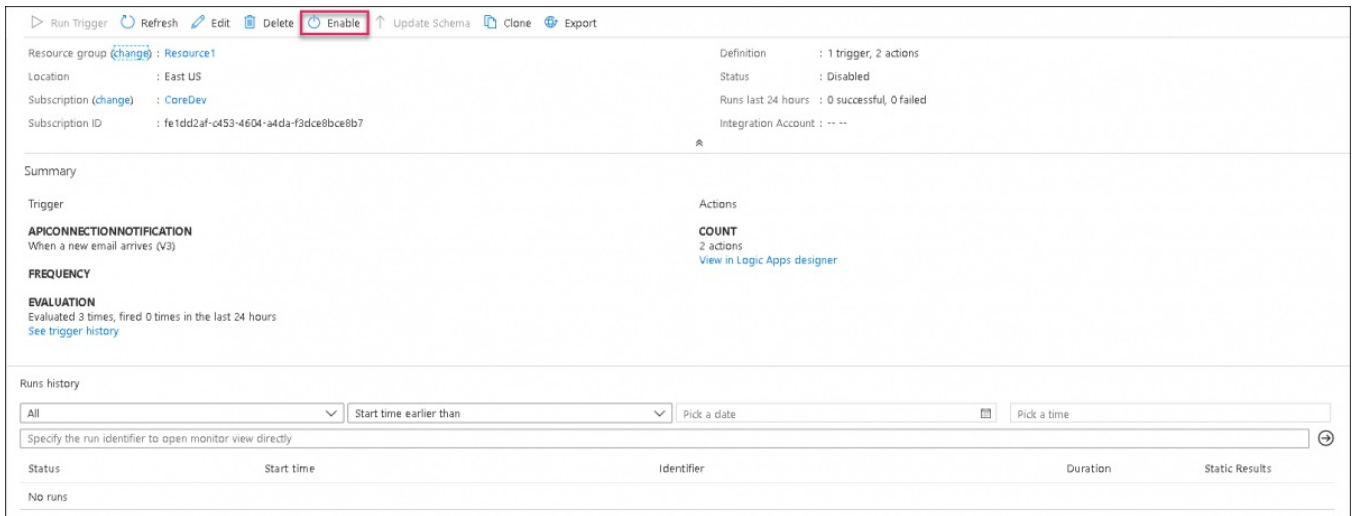 Run Trigger Refresh Edit Delete Enable Update Schema Clone Export
Resource group (change) : Resource1
Location : East US
Subscription (change) : CoreDev
Subscription ID : fe1dd2af-c453-4604-a4da-f3dce8bce8b7
Definition : 1 trigger, 2 actions
Status : Disabled
Runs last 24 hours : 0 successful, 0 failed
Integration Account : -- --
Summary
Trigger
APICONNECTIONNOTIFICATION
When a new email arrives (V3)
FREQUENCY
EVALUATION
Evaluated 3 times, fired 0 times in the last 24 hours
See trigger history
Actions
COUNT
2 actions
View in Logic Apps designer
Runs history
All Start time earlier than Pick a date Pick a time
Specify the run identifier to open monitor view directly
Status Start time Identifier Duration Static Results
No runs